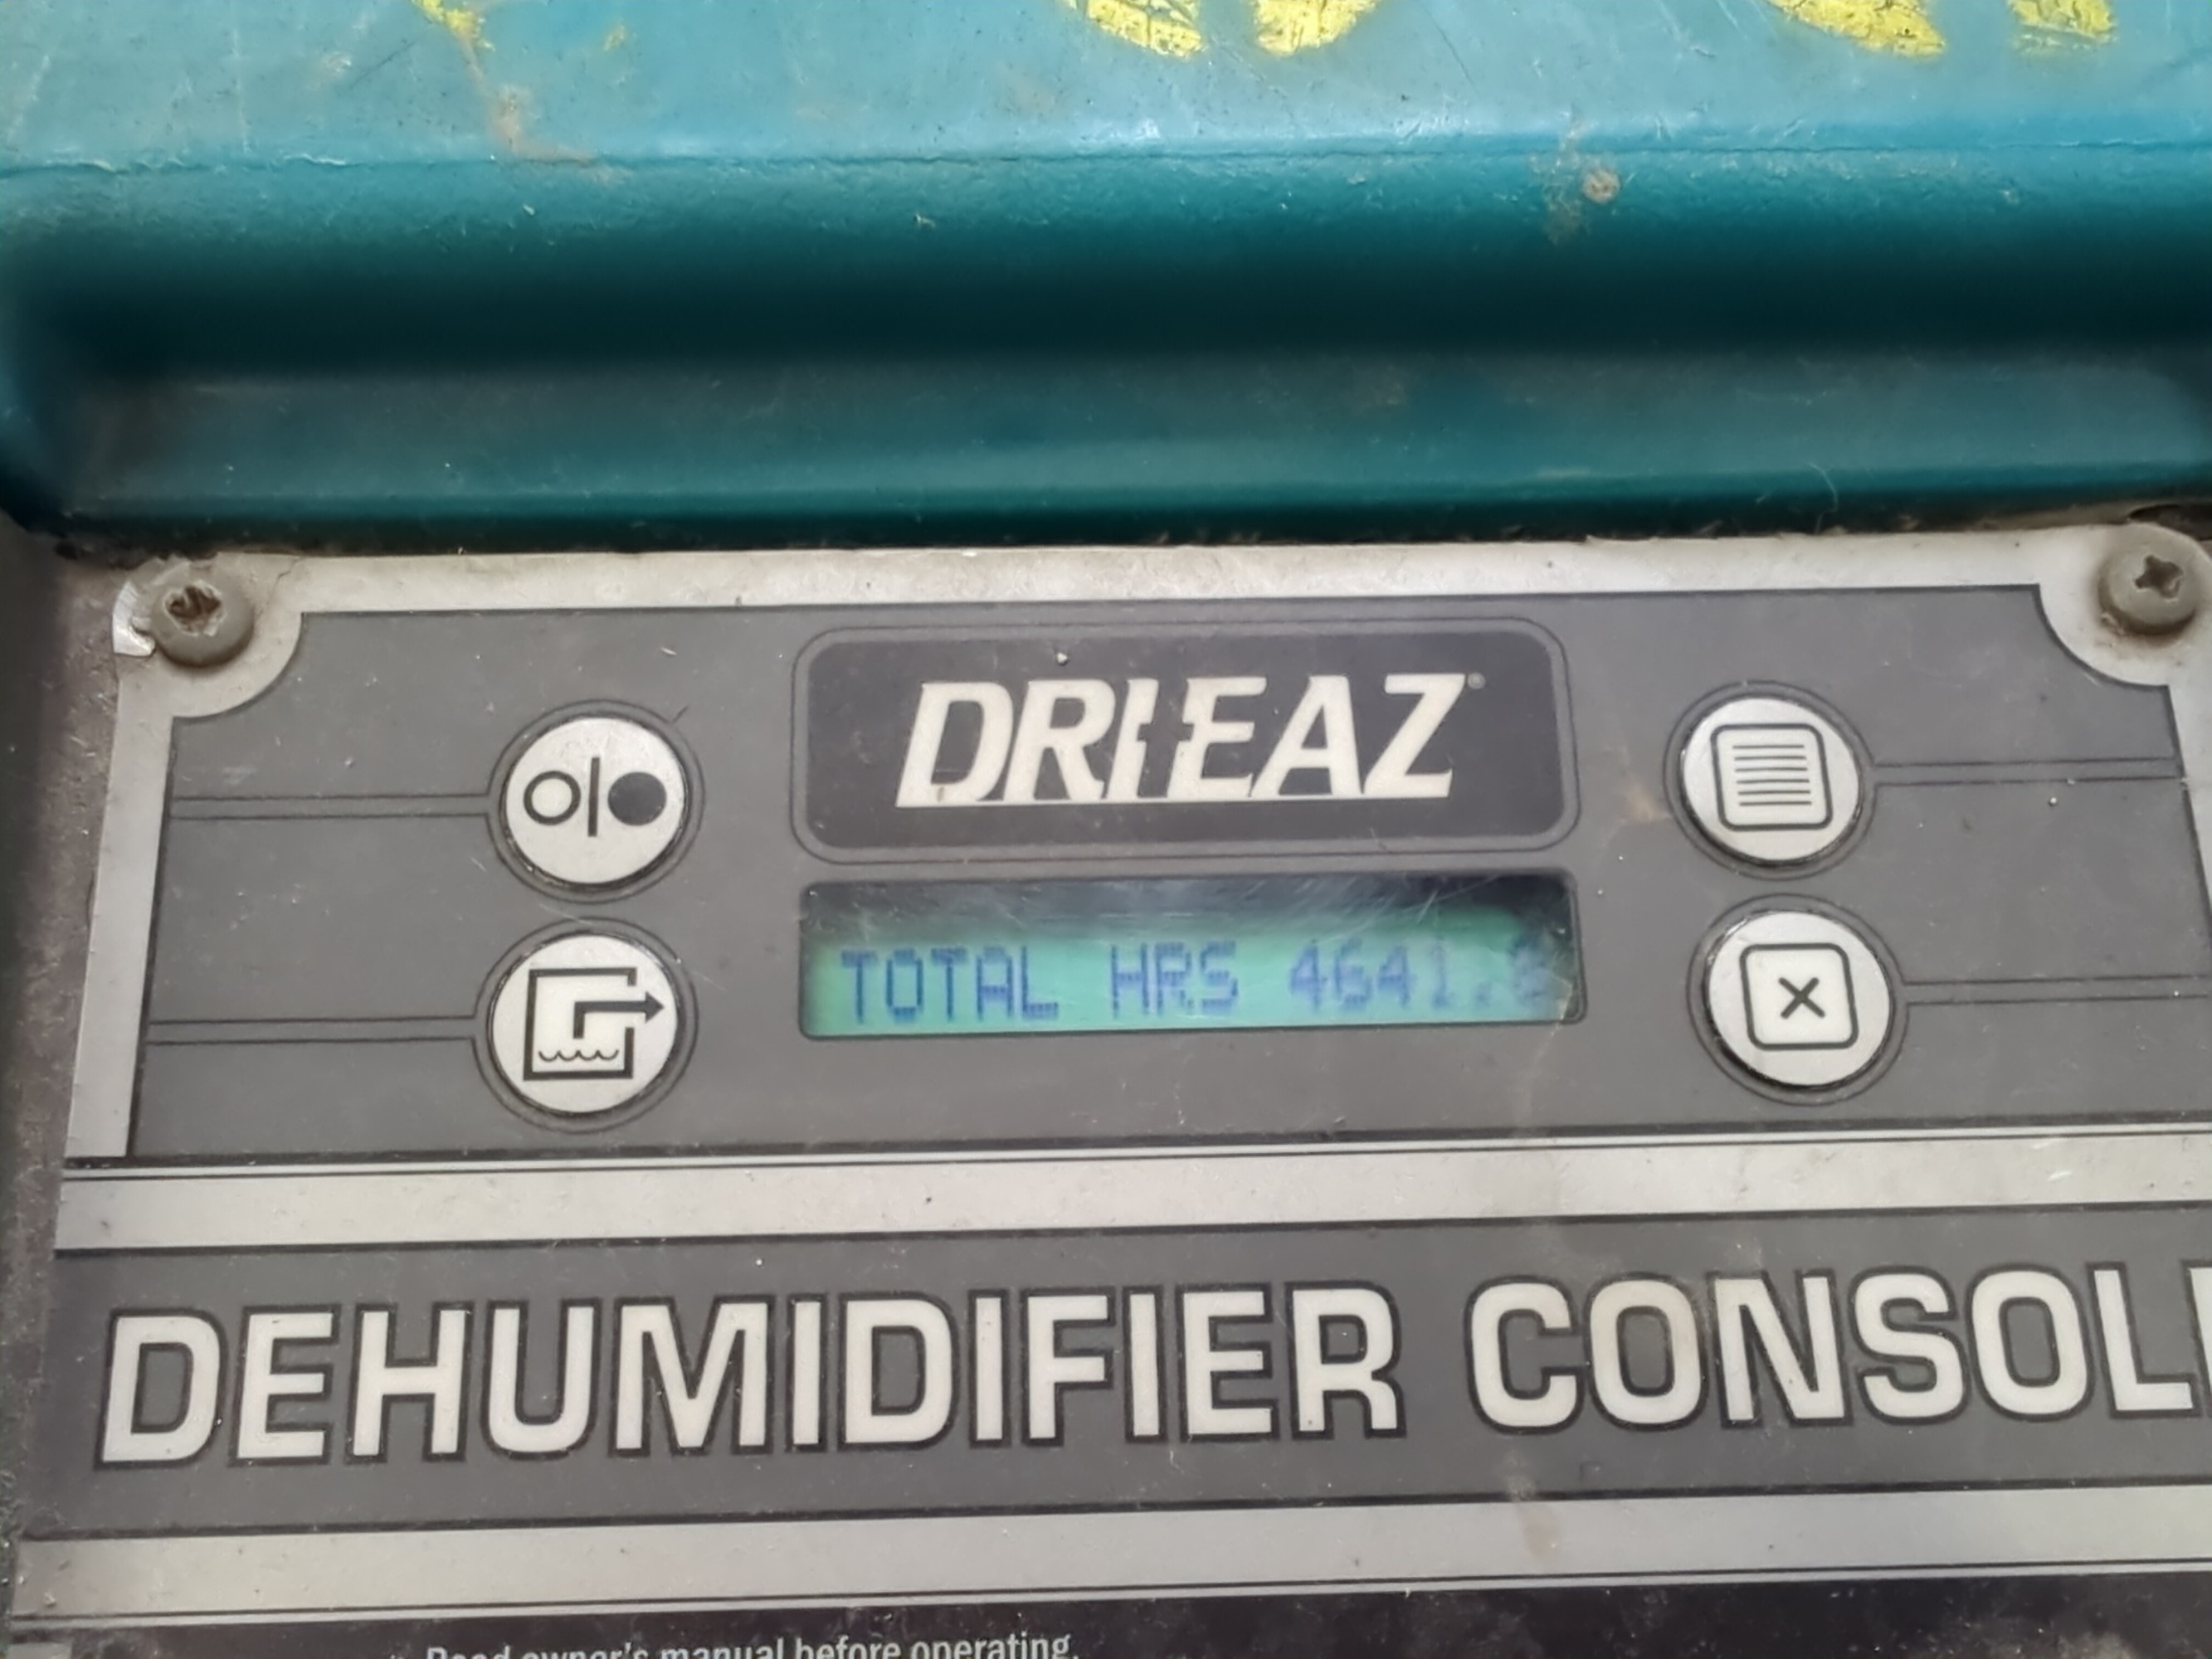 DRI-EAZ®
TOTAL HRS 4641.
DEHUMIDIFIER CONSOL
Read owner's manual before operating.